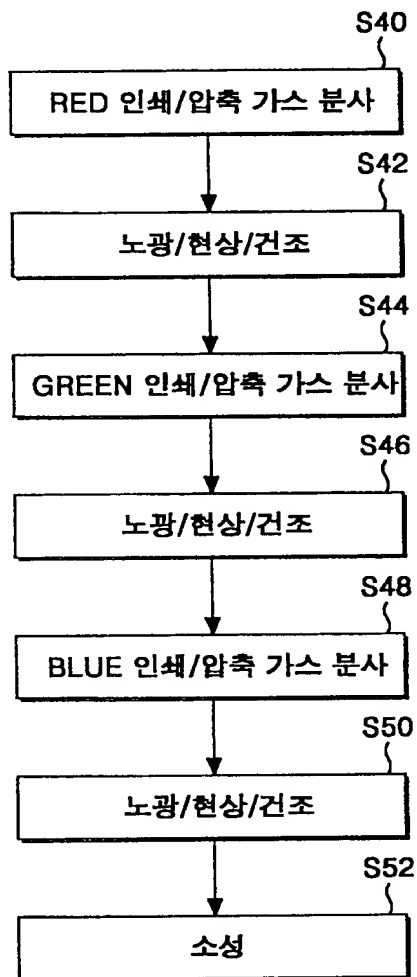 S40
RED 인쇄/압축 가스 분사
S42
노광/현상/건조
S44
GREEN 인쇄/압축 가스 분사
S46
노광/현상/건조
S48
BLUE 인쇄/압축 가스 분사
S50
노광/현상/건조
S52
소성